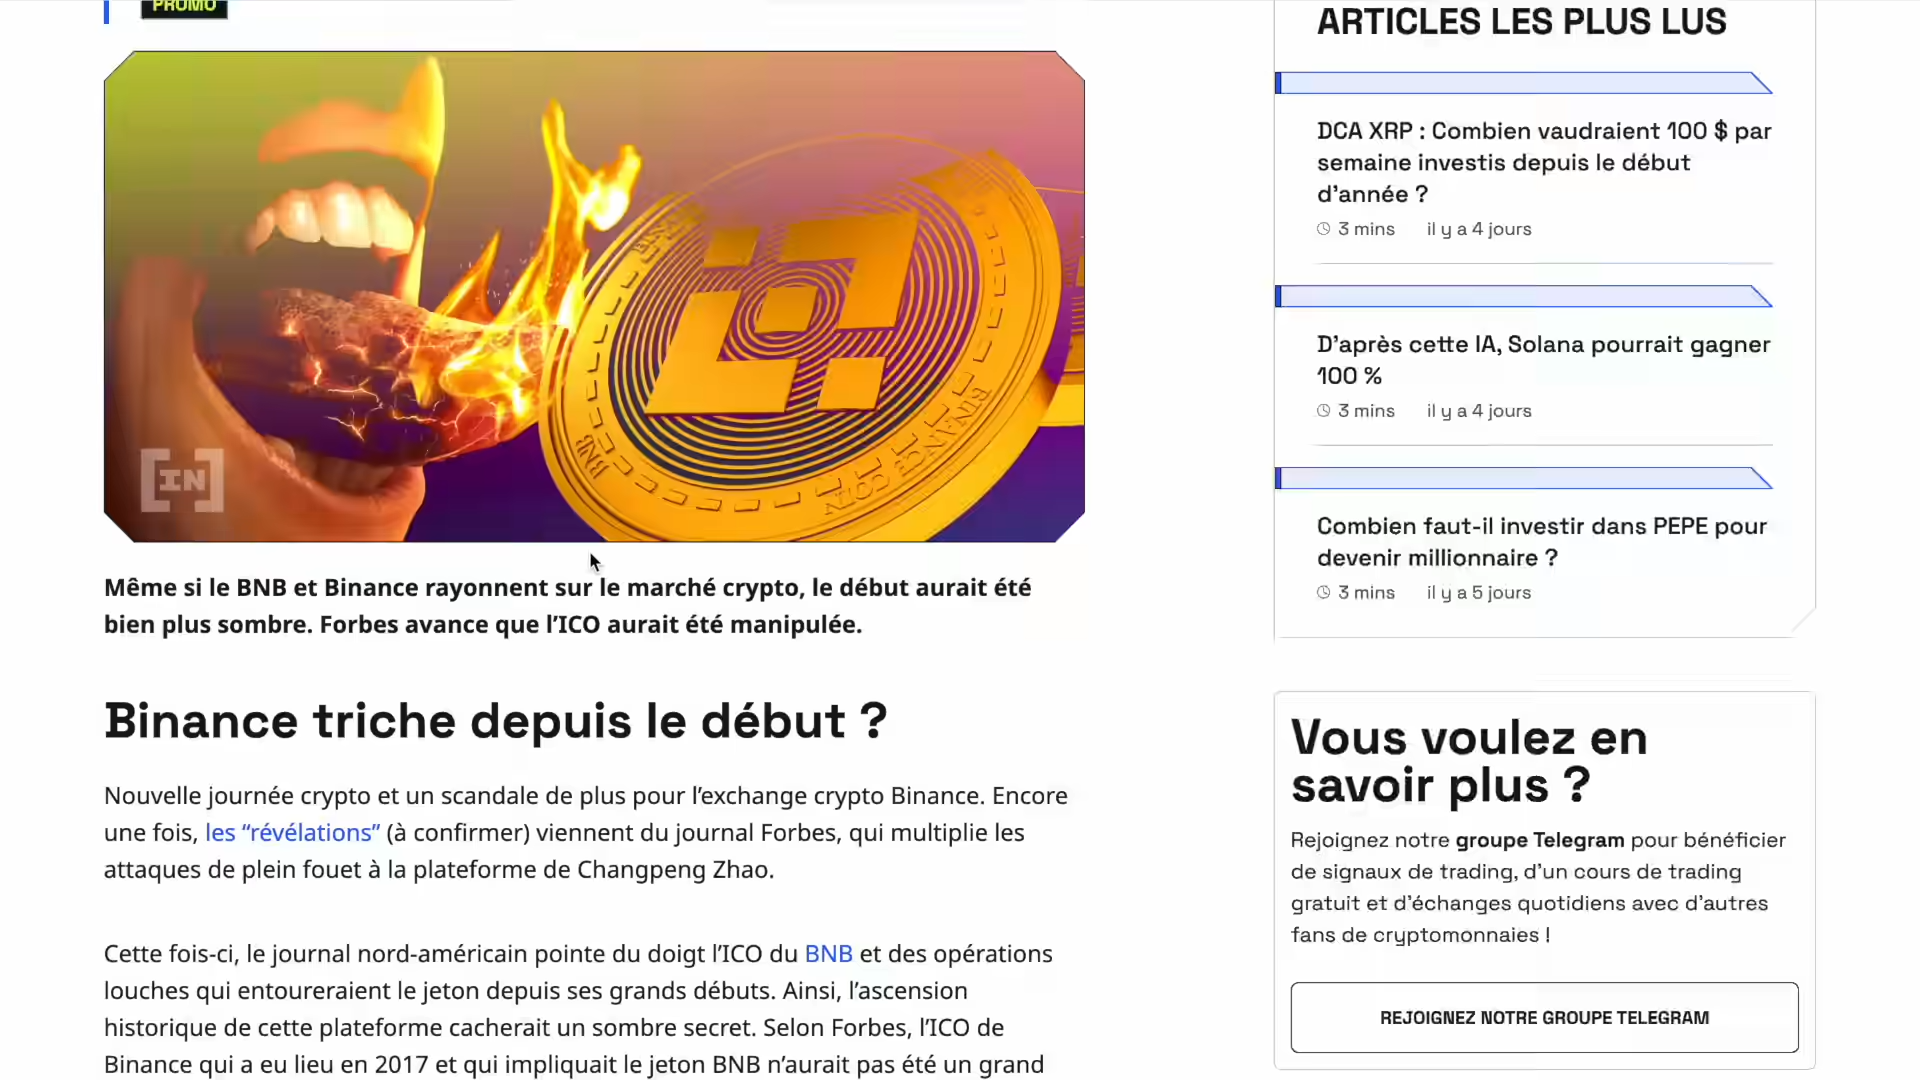 PROMO
[IN]
BNB
BINANCE COIN
Même si le BNB et Binance rayonnent sur le marché crypto, le début aurait été
bien plus sombre. Forbes avance que l’ICO aurait été manipulée.
Binance triche depuis le début ?
Nouvelle journée crypto et un scandale de plus pour l’exchange crypto Binance. Encore
une fois, les “révélations” (à confirmer) viennent du journal Forbes, qui multiplie les
attaques de plein fouet à la plateforme de Changpeng Zhao.
Cette fois-ci, le journal nord-américain pointe du doigt l’ICO du BNB et des opérations
louches qui entoureraient le jeton depuis ses grands débuts. Ainsi, l’ascension
historique de cette plateforme cacherait un sombre secret. Selon Forbes, l’ICO de
Binance qui a eu lieu en 2017 et qui impliquait le jeton BNB n’aurait pas été un grand
ARTICLES LES PLUS LUS
DCA XRP : Combien vaudraient 100 $ par
semaine investis depuis le début
d’année ?
3 mins il y a 4 jours
D’après cette IA, Solana pourrait gagner
100 %
3 mins il y a 4 jours
Combien faut-il investir dans PEPE pour
devenir millionnaire ?
3 mins il y a 5 jours
Vous voulez en
savoir plus ?
Rejoignez notre groupe Telegram pour bénéficier
de signaux de trading, d’un cours de trading
gratuit et d’échanges quotidiens avec d’autres
fans de cryptomonnaies !
REJOIGNEZ NOTRE GROUPE TELEGRAM